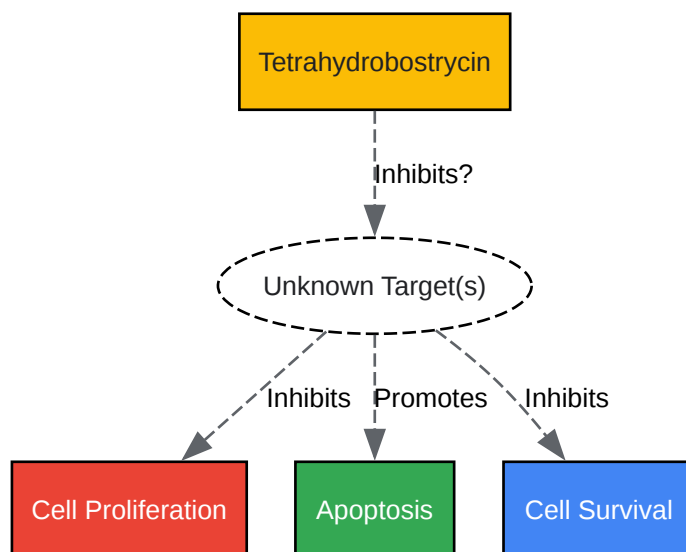 Tetrahydrobostrycin
Inhibits?
Unknown Target(s)
Inhibits
Promotes
Inhibits
Cell Proliferation
Apoptosis
Cell Survival